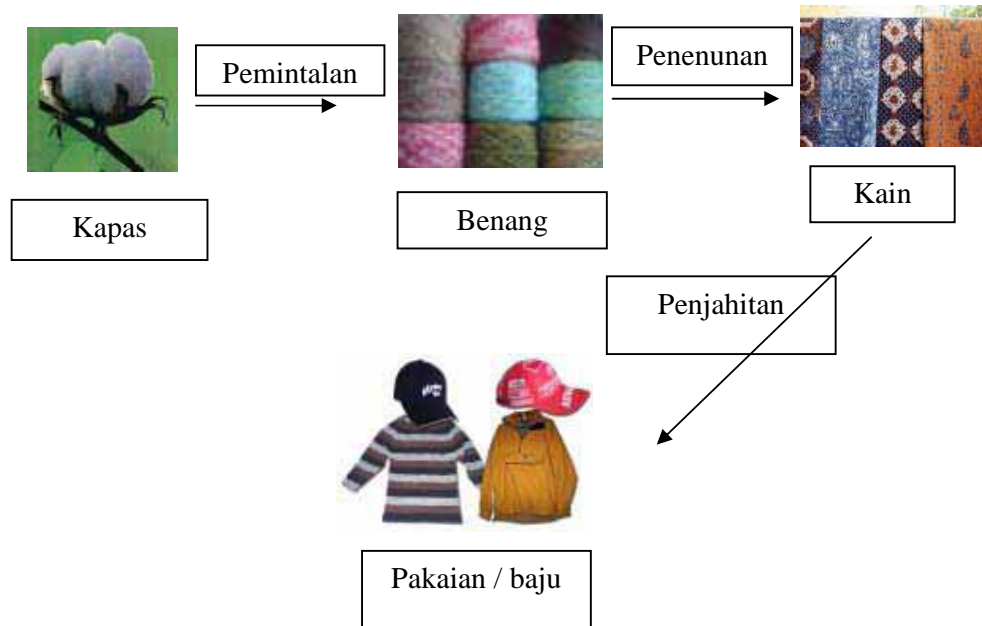 Pemintalan
Penenunan
Kapas
Benang
Kain
Penjahitan
Pakaian / baju